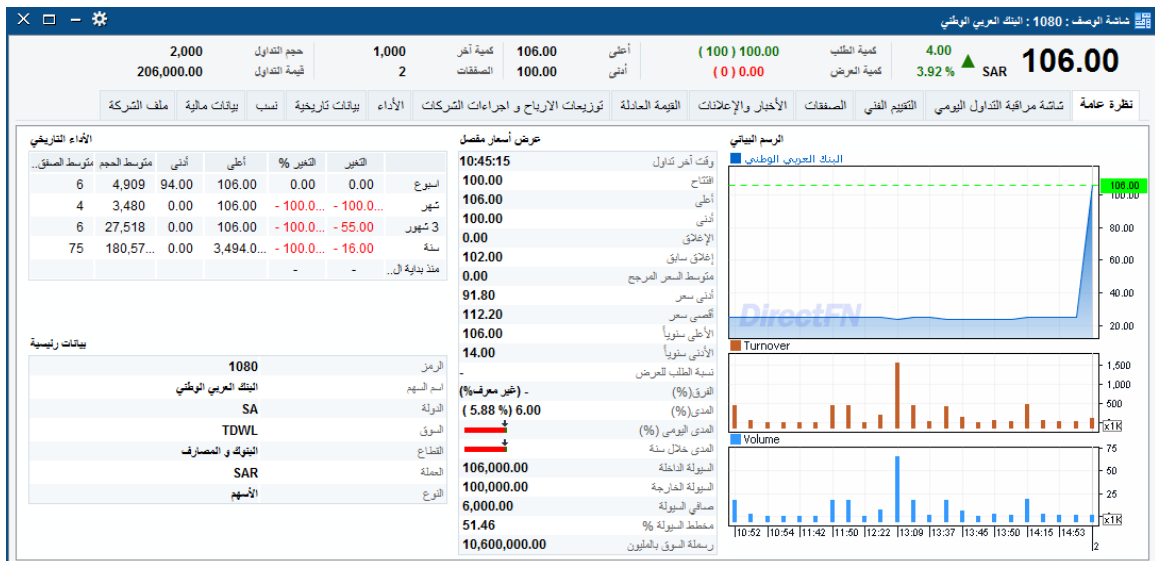 شاشة الوصف : 1080 : البنك العربي الوطني
106.00 SAR ▲ 4.00 3.92 %
كمية الطلب 100.00 ( 100 )
كمية العرض 0.00 ( 0 )
أعلى 106.00
أدنى 100.00
كمية آخر 1,000
الصفقات 2
حجم التداول 2,000
قيمة التداول 206,000.00
نظرة عامة شاشة مراقبة التداول اليومي التقييم الفني الصفقات الأخبار والإعلانات القيمة العادلة توزيعات الارباح و اجراءات الشركات الأداء بيانات تاريخية نسب بيانات مالية ملف الشركة
الرسم البياني
البنك العربي الوطني
106.00
100.00
80.00
60.00
40.00
20.00
DirectFN
Turnover
1,500
1,000
500
x1K
Volume
75
50
25
x1K
10:52 10:54 11:42 11:50 12:22 13:09 13:37 13:45 13:50 14:15 14:53
2
عرض أسعار مفصل
وقت آخر تداول 10:45:15
افتتاح 100.00
أعلى 106.00
أدنى 100.00
الإغلاق 0.00
إغلاق سابق 102.00
متوسط السعر المرجح 0.00
أدنى سعر 91.80
أقصى سعر 112.20
الأعلى سنوياً 106.00
الأدنى سنوياً 14.00
نسبة الطلب للعرض -
الفرق(%) - (غير معرف%)
المدى(%) 6.00 (% 5.88 )
المدى اليومي (%)
المدى خلال سنة
السيولة الداخلة 106,000.00
السيولة الخارجة 100,000.00
صافي السيولة 6,000.00
مخطط السيولة % 51.46
رسملة السوق بالمليون 10,600,000.00
الأداء التاريخي
التغير التغير % أعلى أدنى متوسط الحجم متوسط الصفق..
اسبوع 0.00 0.00 106.00 94.00 4,909 6
شهر - 100.0... - 100.0... 106.00 0.00 3,480 4
3 شهور - 55.00 - 100.0... 106.00 0.00 27,518 6
سنة - 16.00 - 100.0... 3,494.0... 0.00 180,57... 75
منذ بداية ال.. - -
بيانات رئيسية
الرمز 1080
اسم السهم البنك العربي الوطني
الدولة SA
السوق TDWL
القطاع البنوك و المصارف
العملة SAR
النوع الأسهم